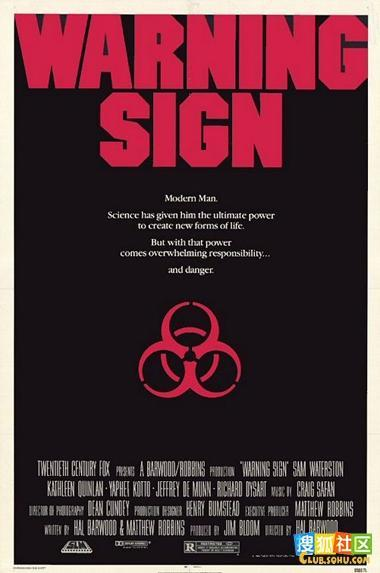 WARNING
SIGN
Modern Man.
Science has given him the ultimate power
to create new forms of life.
But with that power
comes overwhelming responsibility...
and danger.
TWENTIETH CENTURY FOX PRESENTS A BARWOOD/ROBBINS PRODUCTION "WARNING SIGN" SAM WATERSTON
KATHLEEN QUINLAN · YAPHET KOTTO · JEFFREY DE MUNN · RICHARD DYSART MUSIC BY CRAIG SAFAN
DIRECTOR OF PHOTOGRAPHY DEAN CUNDEY PRODUCTION DESIGNER HENRY BUMSTEAD EXECUTIVE PRODUCER MATTHEW ROBBINS
WRITTEN BY HAL BARWOOD & MATTHEW ROBBINS PRODUCED BY JIM BLOOM DIRECTED BY HAL BARWOOD
R RESTRICTED
搜狐社区
CLUB.SOHU.COM